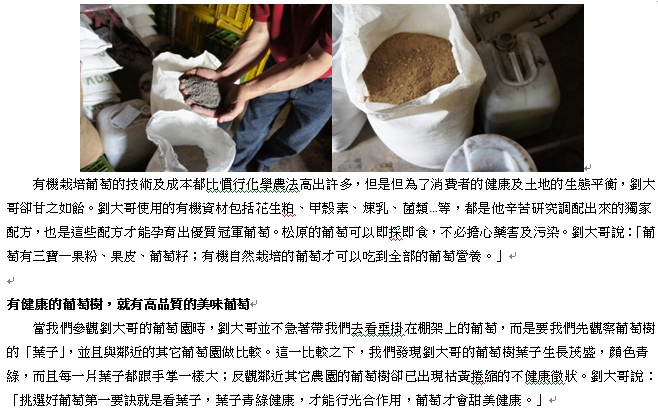 有機栽培葡萄的技術及成本都比慣行化學農法高出許多，但是但為了消費者的健康及土地的生態平衡，劉大
哥卻甘之如飴。劉大哥使用的有機資材包括花生粕、甲殼素、煉乳、菌類…等，都是他辛苦研究調配出來的獨家
配方，也是這些配方才能孕育出優質冠軍葡萄。松原的葡萄可以即採即食，不必擔心藥害及污染。劉大哥說：「葡
萄有三寶－果粉、果皮、葡萄籽；有機自然栽培的葡萄才可以吃到全部的葡萄營養。」
有健康的葡萄樹，就有高品質的美味葡萄
當我們參觀劉大哥的葡萄園時，劉大哥並不急著帶我們去看垂掛在棚架上的葡萄，而是要我們先觀察葡萄樹
的「葉子」，並且與鄰近的其它葡萄園做比較。這一比較之下，我們發現劉大哥的葡萄樹葉子生長茂盛，顏色青
綠，而且每一片葉子都跟手掌一樣大；反觀鄰近其它農園的葡萄樹卻已出現枯黃捲縮的不健康徵狀。劉大哥說：
「挑選好葡萄第一要訣就是看葉子，葉子青綠健康，才能行光合作用，葡萄才會甜美健康。」